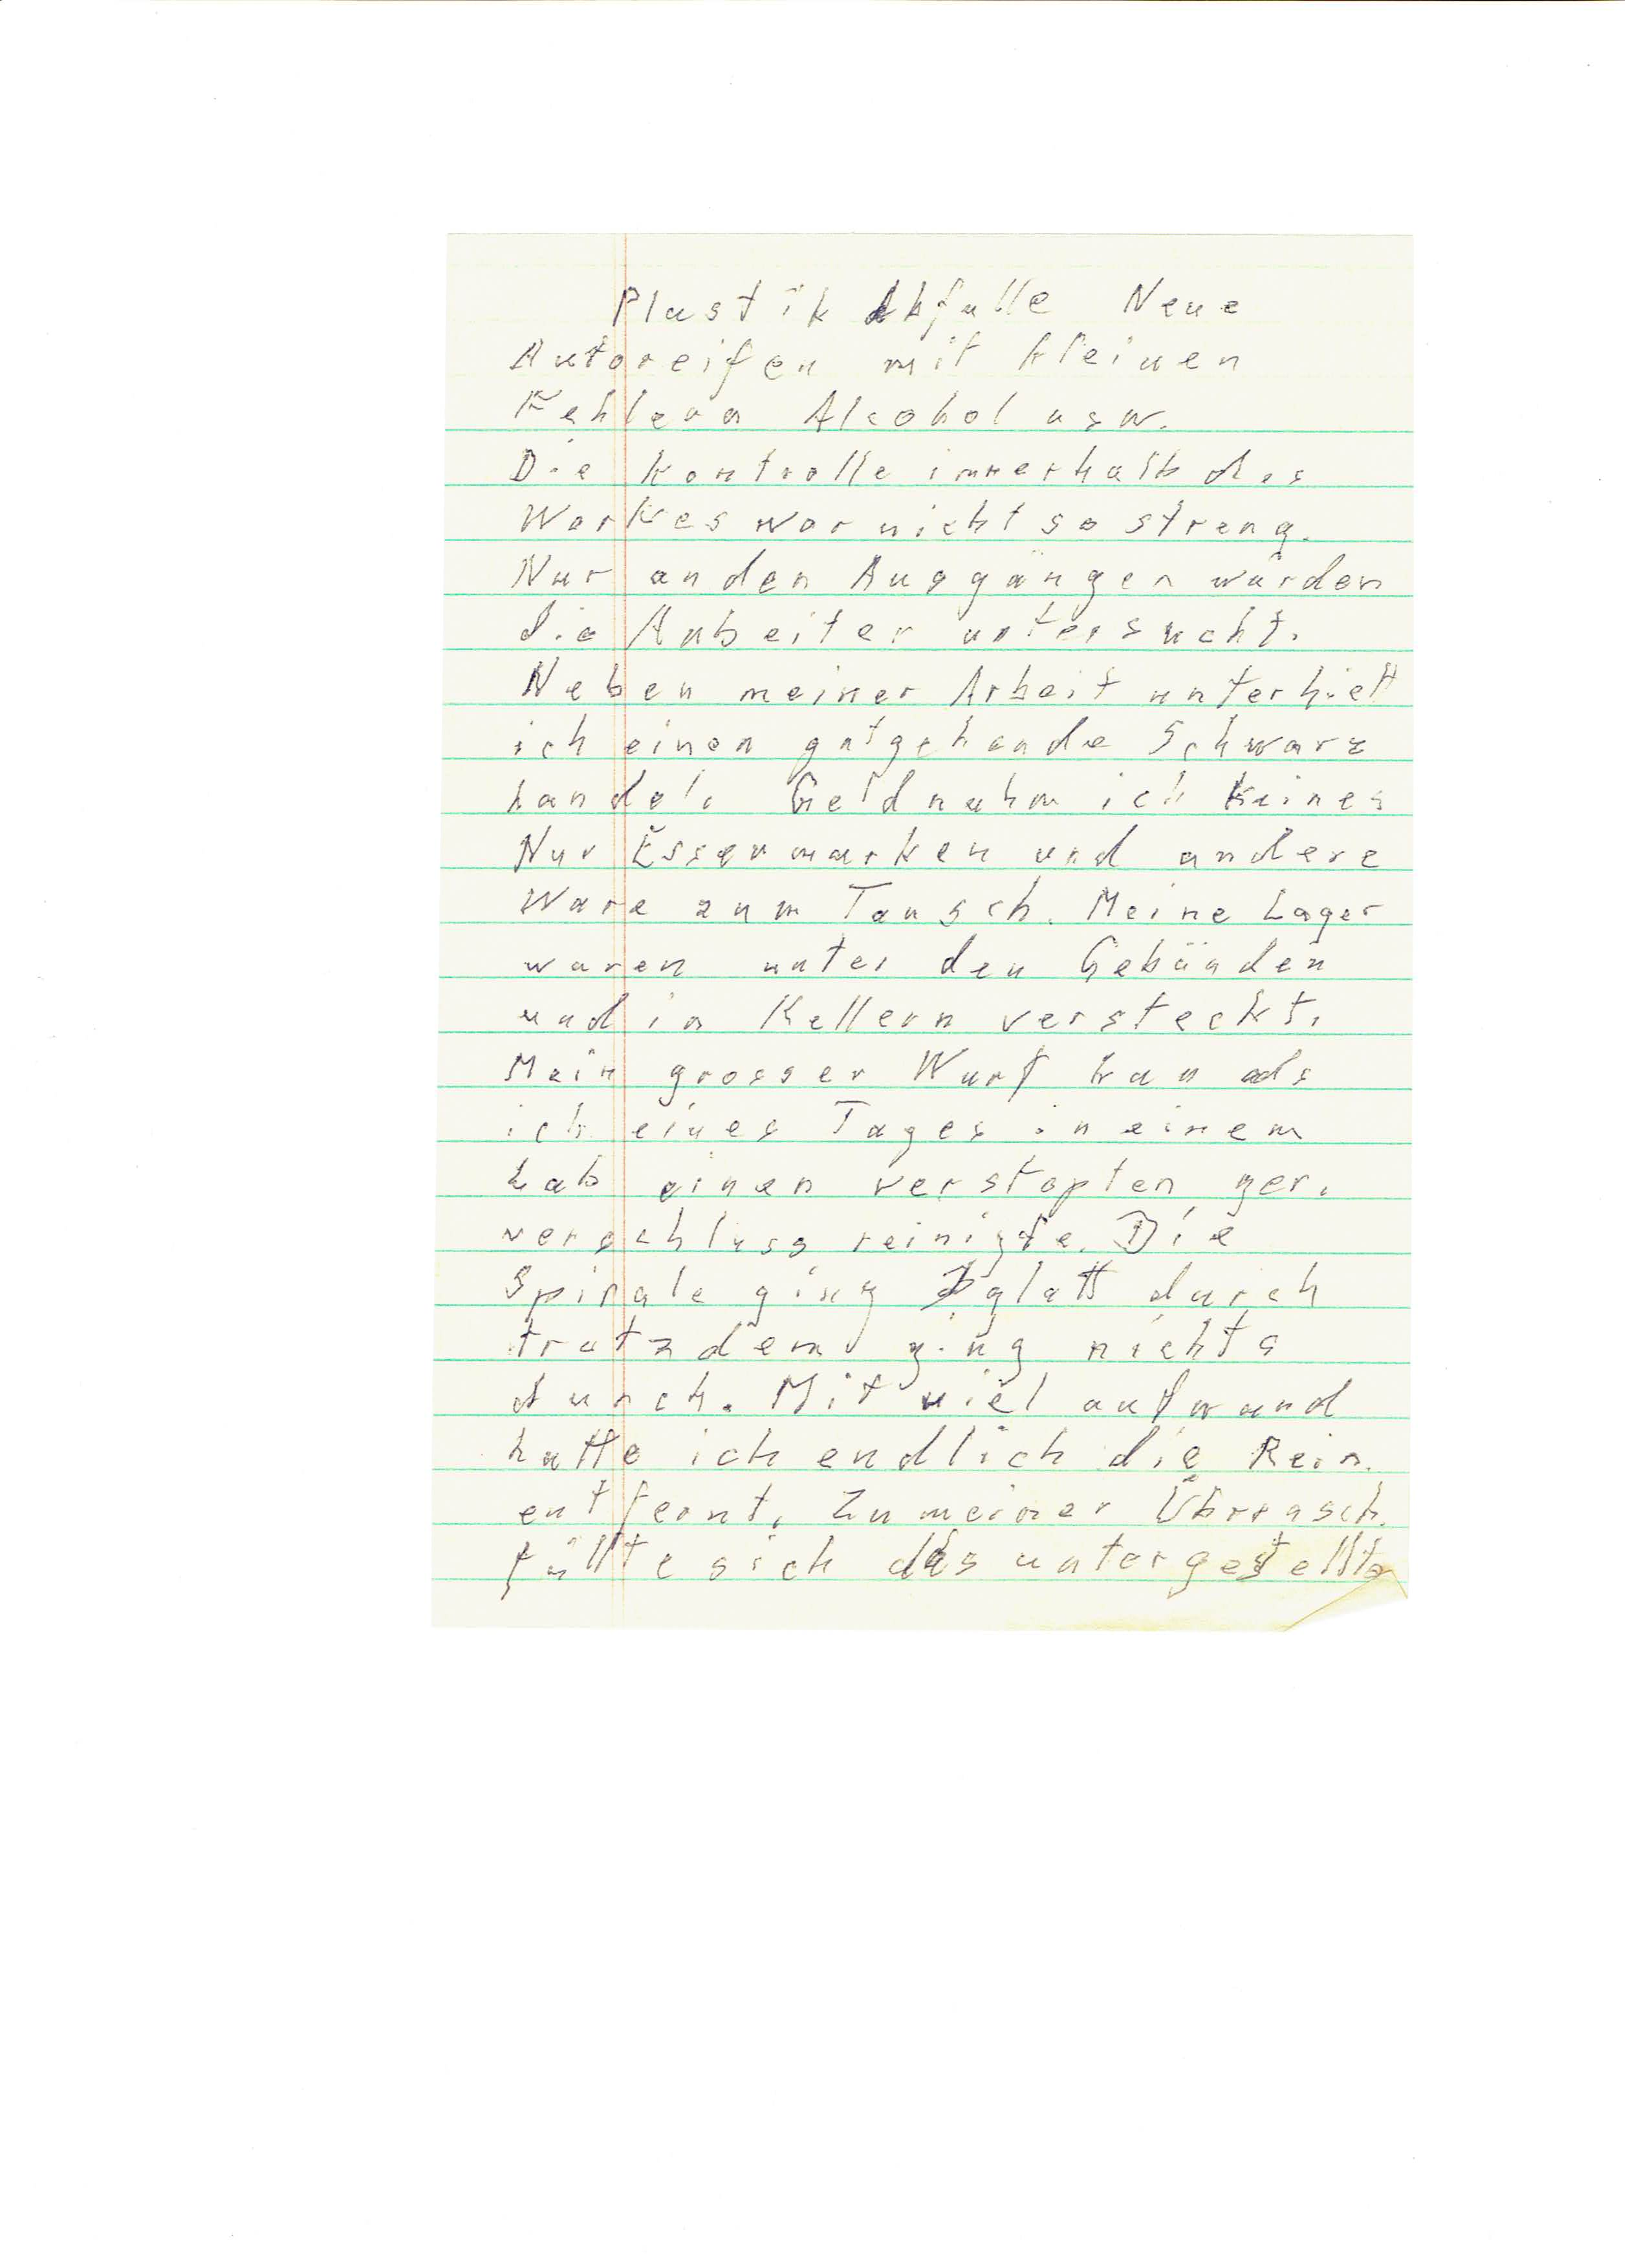 Plastik Abfalle Neue
Autoreifen mit kleinen
Fehlern Alcohol usw.
Die Kontrolle innerhalb des
Werkes war nicht so streng.
Nur an den Ausgängen wurden
die Arbeiter untersucht.
Neben meiner Arbeit unterhielt
ich einen gutgehende Schwarz
handel. Geld nahm ich keines
Nur Essenmarken und andere
Ware zum Tausch. Meine Lager
waren unter den Gebäuden
und in Kellern versteckt.
Mein grosser Wurf kam als
ich eines Tages in einem
Lab einen verstopten ger.
verschluss reinigte. Die
Spirale ging glatt durch
trotzdem ging nichts
durch. Mit viel aufwand
hatte ich endlich die Rein.
entfernt. Zu meiner Überrasch.
füllte sich das untergestellte